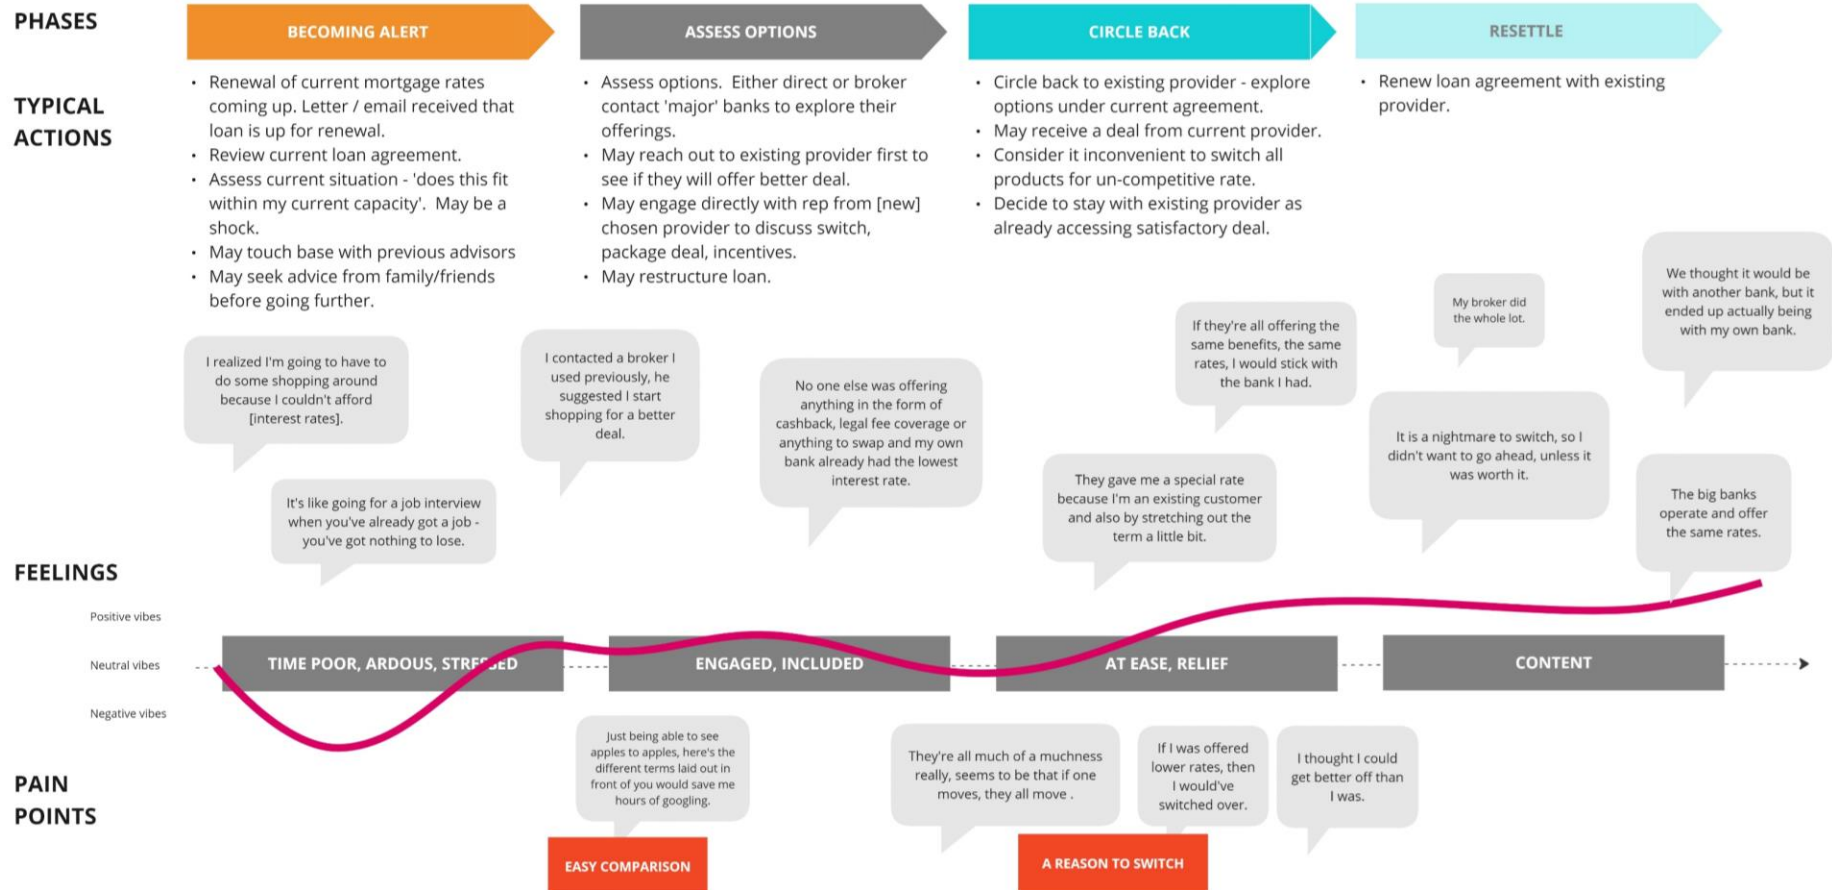 PHASES
BECOMING ALERT
ASSESS OPTIONS
CIRCLE BACK
RESETTLE
TYPICAL
ACTIONS
• Renewal of current mortgage rates
coming up. Letter / email received that
loan is up for renewal.
• Review current loan agreement.
• Assess current situation - 'does this fit
within my current capacity'. May be a
shock.
• May touch base with previous advisors
• May seek advice from family/friends
before going further.
• Assess options. Either direct or broker
contact 'major' banks to explore their
offerings.
• May reach out to existing provider first to
see if they will offer better deal.
• May engage directly with rep from [new]
chosen provider to discuss switch,
package deal, incentives.
• May restructure loan.
• Circle back to existing provider - explore
options under current agreement.
• May receive a deal from current provider.
• Consider it inconvenient to switch all
products for un-competitive rate.
• Decide to stay with existing provider as
already accessing satisfactory deal.
• Renew loan agreement with existing
provider.
I realized I'm going to have to
do some shopping around
because I couldn't afford
[interest rates].
It's like going for a job interview
when you've already got a job -
you've got nothing to lose.
I contacted a broker I
used previously, he
suggested I start
shopping for a better
deal.
No one else was offering
anything in the form of
cashback, legal fee coverage or
anything to swap and my own
bank already had the lowest
interest rate.
If they're all offering the
same benefits, the same
rates, I would stick with
the bank I had.
They gave me a special rate
because I'm an existing customer
and also by stretching out the
term a little bit.
My broker did
the whole lot.
It is a nightmare to switch, so I
didn't want to go ahead, unless it
was worth it.
We thought it would be
with another bank, but it
ended up actually being
with my own bank.
The big banks
operate and offer
the same rates.
FEELINGS
Positive vibes
Neutral vibes
Negative vibes
TIME POOR, ARDOUS, STRESSED
ENGAGED, INCLUDED
AT EASE, RELIEF
CONTENT
PAIN
POINTS
Just being able to see
apples to apples, here's the
different terms laid out in
front of you would save me
hours of googling.
EASY COMPARISON
They're all much of a muchness
really, seems to be that if one
moves, they all move .
If I was offered
lower rates, then
I would've
switched over.
I thought I could
get better off than
I was.
A REASON TO SWITCH